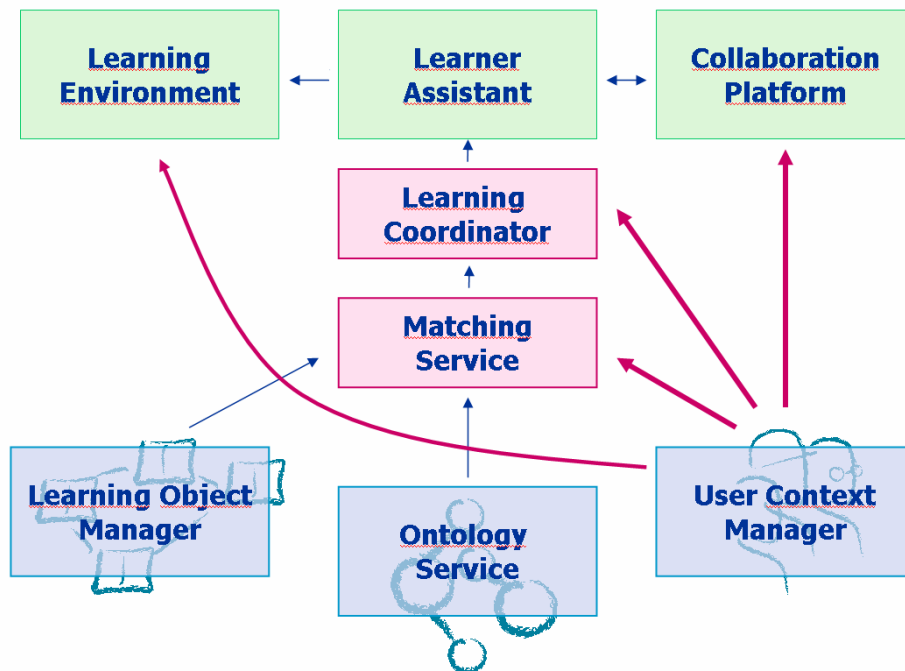 Learning
Environment
Learner
Assistant
Collaboration
Platform
Learning
Coordinator
Matching
Service
Learning Object
Manager
Ontology
Service
User Context
Manager